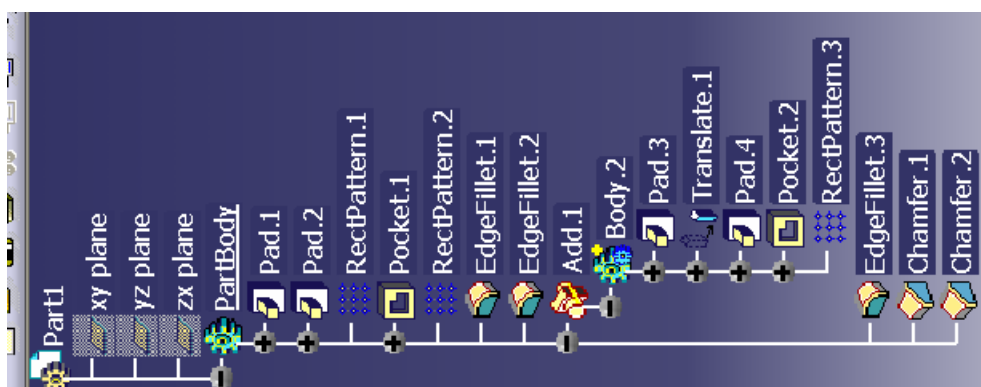 Part1
xy plane
yz plane
zx plane
PartBody
Pad.1
Pad.2
RectPattern.1
Pocket.1
RectPattern.2
EdgeFillet.1
EdgeFillet.2
Add.1
Body.2
Pad.3
Translate.1
Pad.4
Pocket.2
RectPattern.3
EdgeFillet.3
Chamfer.1
Chamfer.2